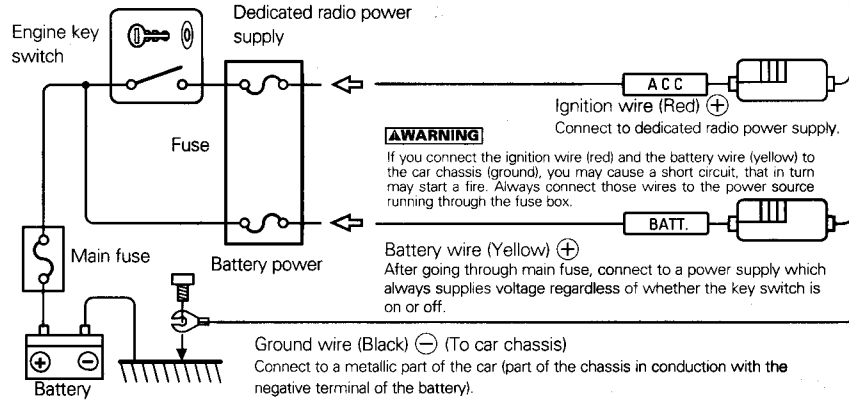 Dedicated radio power
supply
Engine key
switch
ACC
Ignition wire (Red) ⊕
Connect to dedicated radio power supply.
Fuse
⚠WARNING
If you connect the ignition wire (red) and the battery wire (yellow) to
the car chassis (ground), you may cause a short circuit, that in turn
may start a fire. Always connect those wires to the power source
running through the fuse box.
BATT.
Main fuse
Battery power
Battery wire (Yellow) ⊕
After going through main fuse, connect to a power supply which
always supplies voltage regardless of whether the key switch is
on or off.
Ground wire (Black) ⊖ (To car chassis)
Connect to a metallic part of the car (part of the chassis in conduction with the
negative terminal of the battery).
⊕ ⊖
Battery